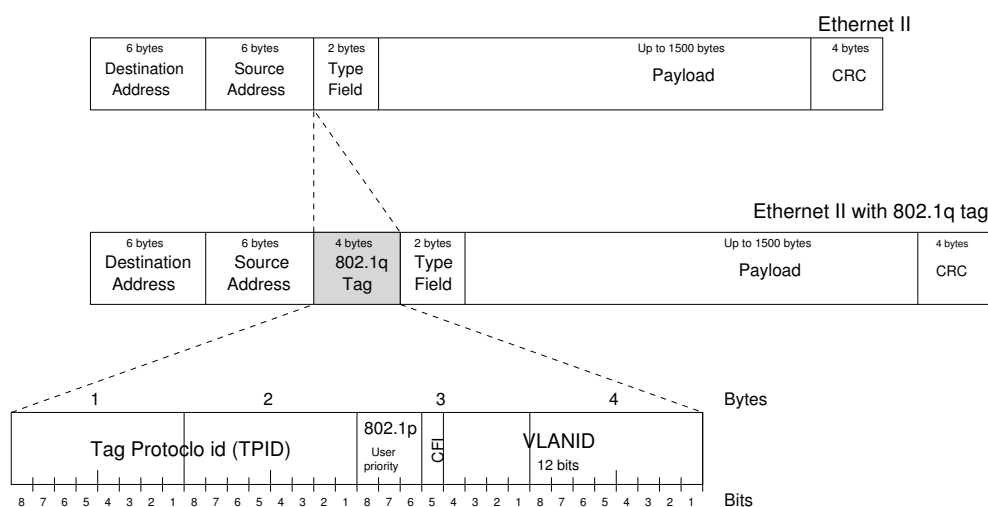 Ethernet II
6 bytes 6 bytes 2 bytes Up to 1500 bytes 4 bytes
Destination Source Type Payload CRC
Address Address Field
Ethernet II with 802.1q tag
6 bytes 6 bytes 4 bytes 2 bytes Up to 1500 bytes 4 bytes
Destination Source 802.1q Type Payload CRC
Address Address Tag Field
1 2 3 4 Bytes
Tag Protoclo id (TPID) 802.1p CFI VLANID
User
priority
12 bits
8 7 6 5 4 3 2 1 8 7 6 5 4 3 2 1 8 7 6 5 4 3 2 1 8 7 6 5 4 3 2 1 Bits